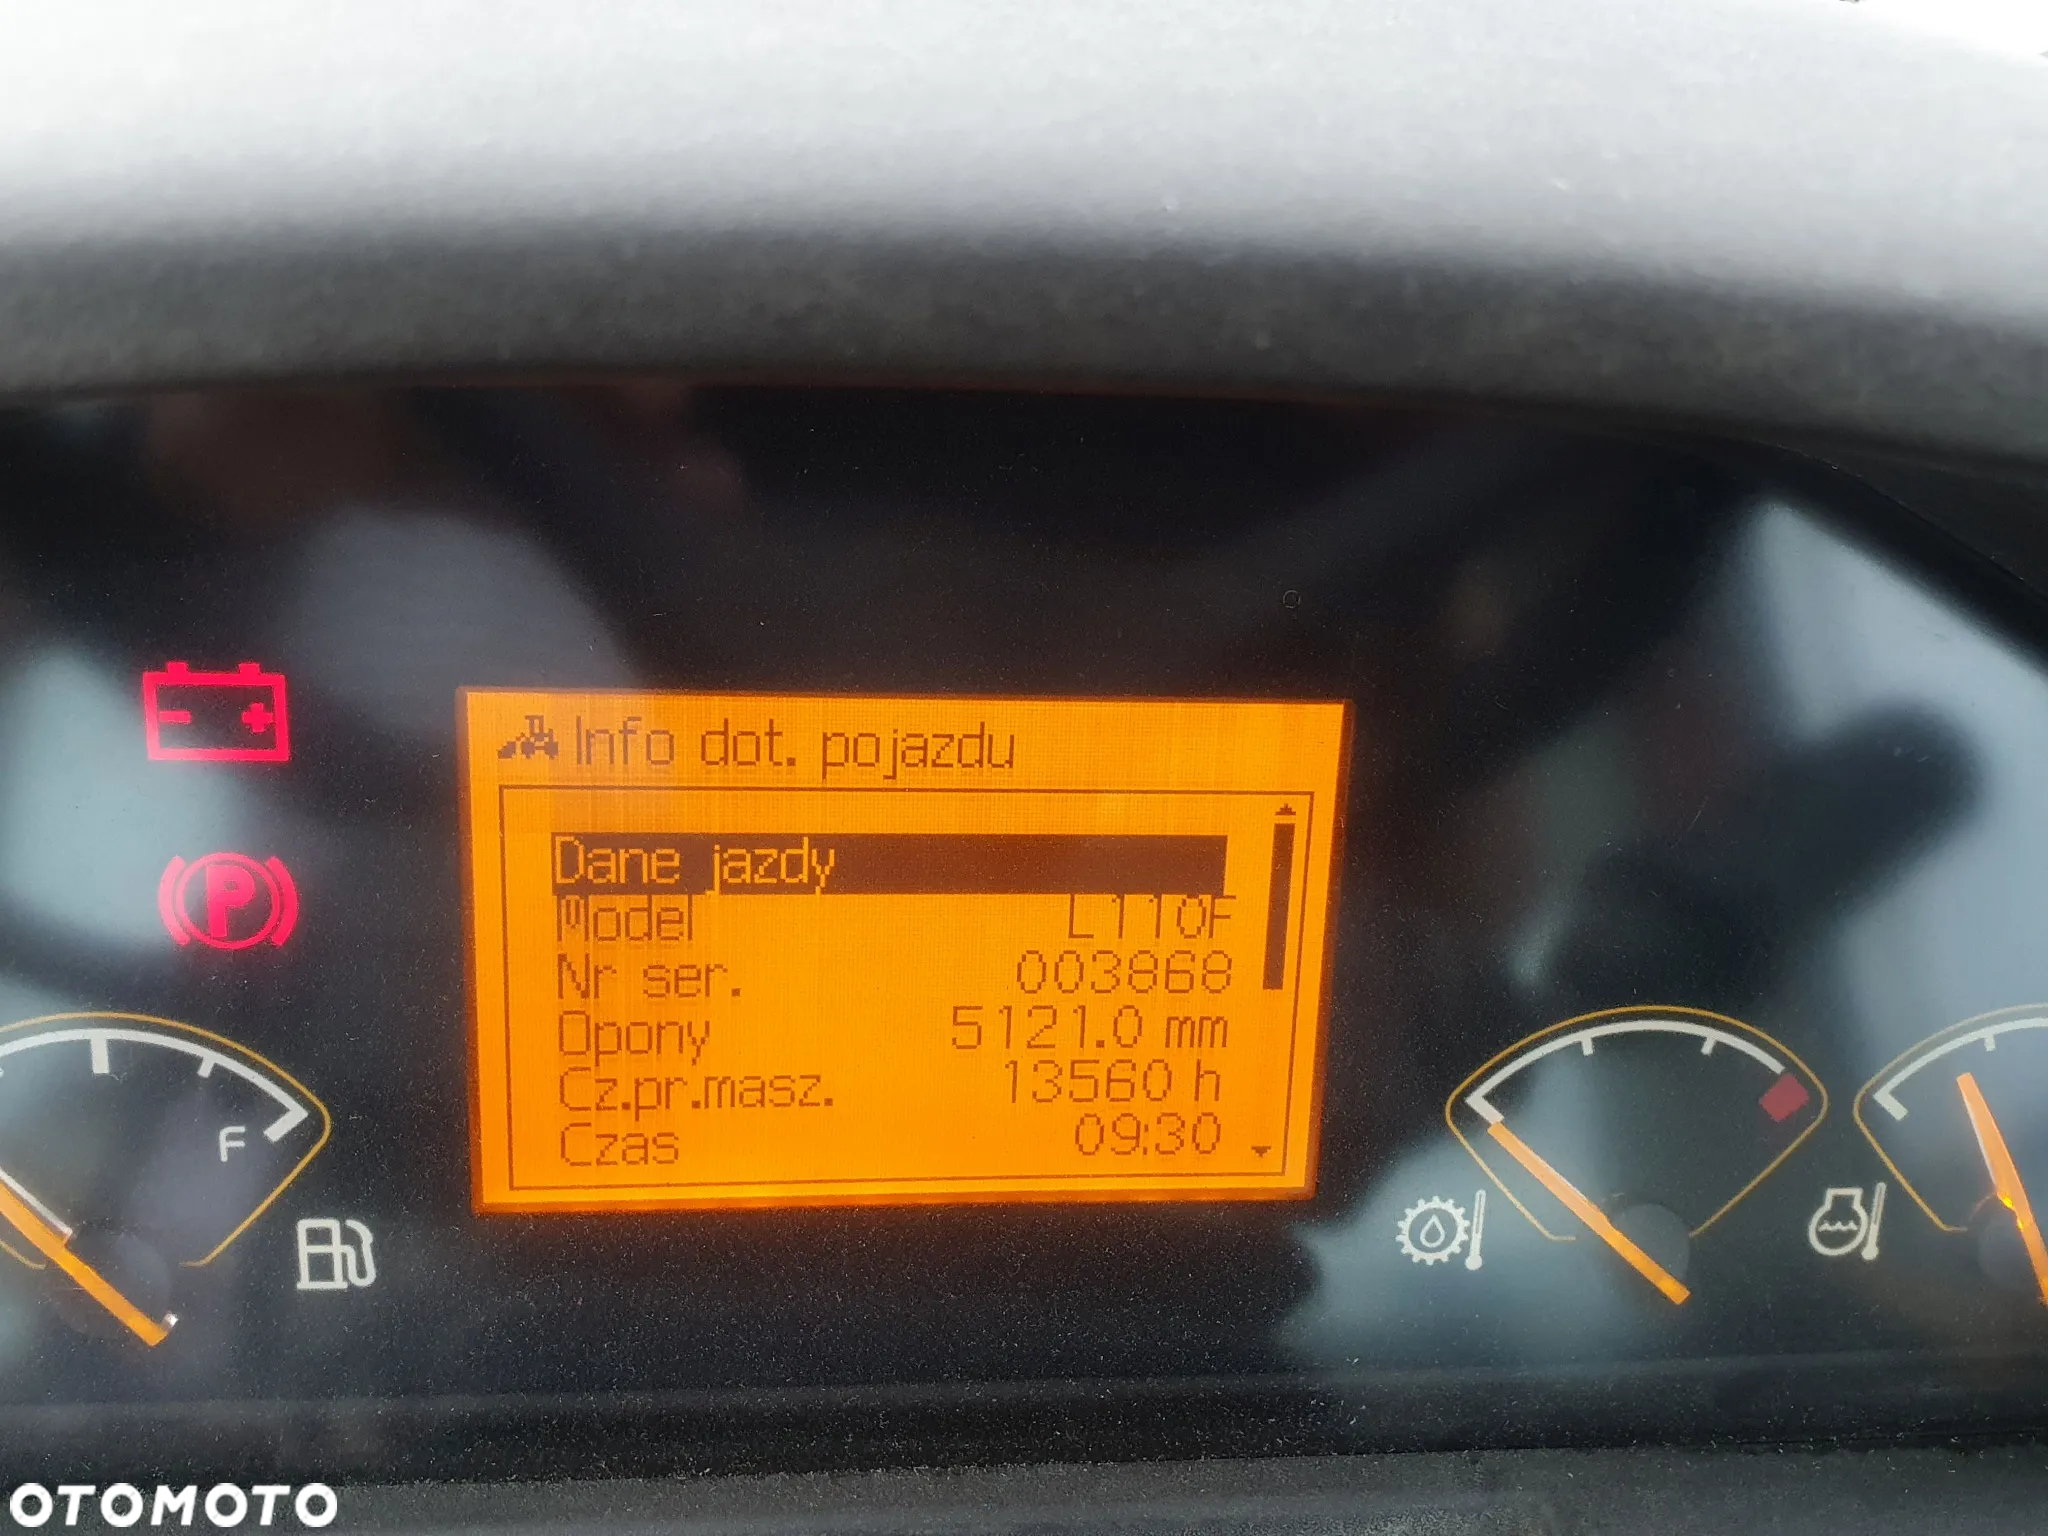 Info dot. pojazdu
Dane jazdy
Model L110F
Nr ser. 003868
Opony 5121.0 mm
Cz.pr.masz. 13560 h
Czas 09:30
P
F
OTOMOTO